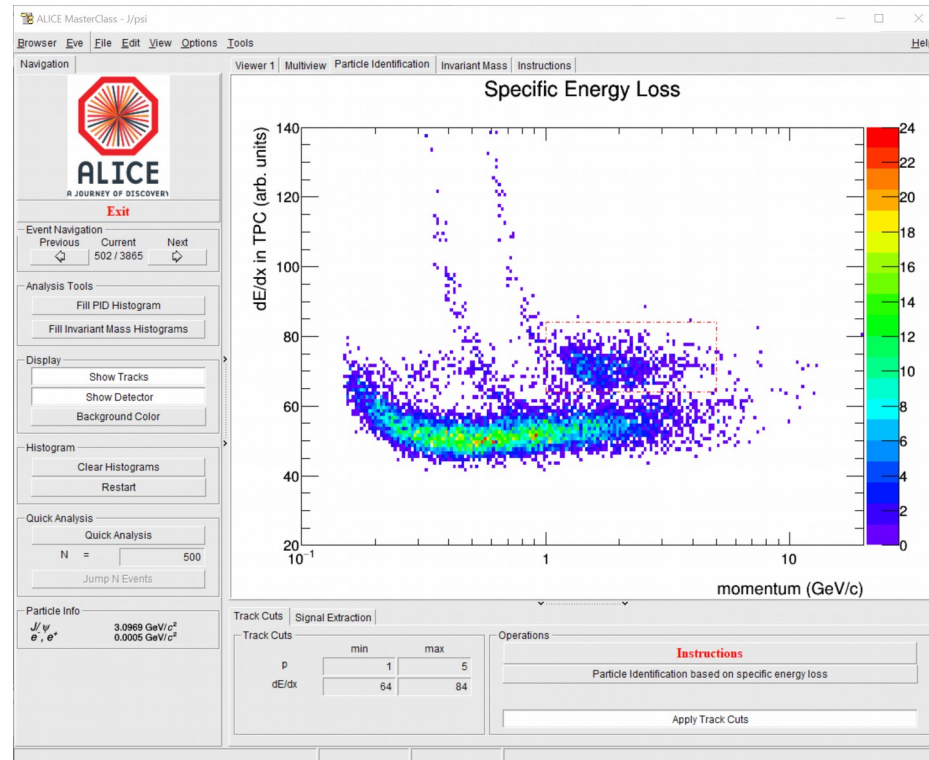 ALICE MasterClass - J/psi
Browser Eve File Edit View Options Tools Help
Navigation
ALICE
A JOURNEY OF DISCOVERY
Exit
Event Navigation
Previous Current Next
502 / 3865
Analysis Tools
Fill PID Histogram
Fill Invariant Mass Histograms
Display
Show Tracks
Show Detector
Background Color
Histogram
Clear Histograms
Restart
Quick Analysis
Quick Analysis
N = 500
Jump N Events
Particle Info
J/ψ 3.0969 GeV/c²
e⁻, e⁺ 0.0005 GeV/c²
Viewer 1 Multiview Particle Identification Invariant Mass Instructions
Specific Energy Loss
dE/dx in TPC (arb. units)
140
120
100
80
60
40
20
10⁻¹ 1 10
momentum (GeV/c)
24
22
20
18
16
14
12
10
8
6
4
2
0
Track Cuts Signal Extraction
Track Cuts
min max
p 1 5
dE/dx 64 84
Operations
Instructions
Particle Identification based on specific energy loss
Apply Track Cuts